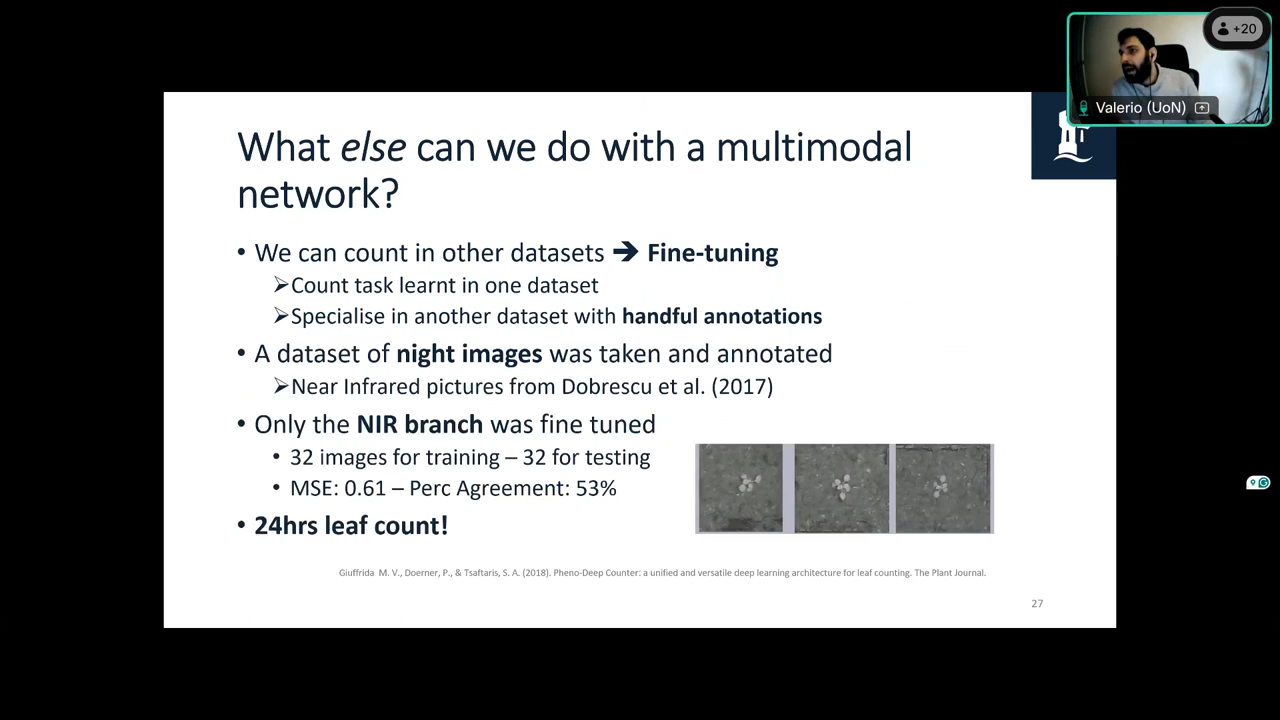 +20
Valerio (UoN)
What else can we do with a multimodal
network?
• We can count in other datasets ➔ Fine-tuning
➢Count task learnt in one dataset
➢Specialise in another dataset with handful annotations
• A dataset of night images was taken and annotated
➢Near Infrared pictures from Dobrescu et al. (2017)
• Only the NIR branch was fine tuned
• 32 images for training – 32 for testing
• MSE: 0.61 – Perc Agreement: 53%
• 24hrs leaf count!
Giuffrida M. V., Doerner, P., & Tsaftaris, S. A. (2018). Pheno-Deep Counter: a unified and versatile deep learning architecture for leaf counting. The Plant Journal.
27